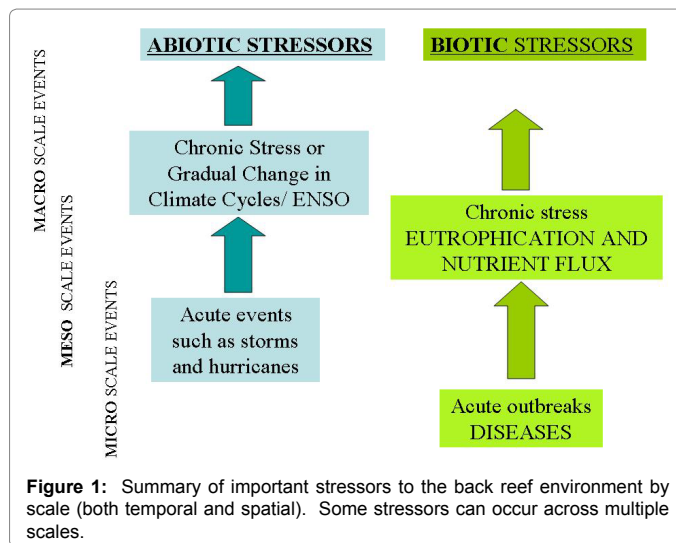 ABIOTIC STRESSORS
BIOTIC STRESSORS
MACRO SCALE EVENTS
MESO SCALE EVENTS
MICRO SCALE EVENTS
Chronic Stress or
Gradual Change in
Climate Cycles/ ENSO
Chronic stress
EUTROPHICATION AND
NUTRIENT FLUX
Acute events
such as storms
and hurricanes
Acute outbreaks
DISEASES
Figure 1: Summary of important stressors to the back reef environment by
scale (both temporal and spatial). Some stressors can occur across multiple
scales.